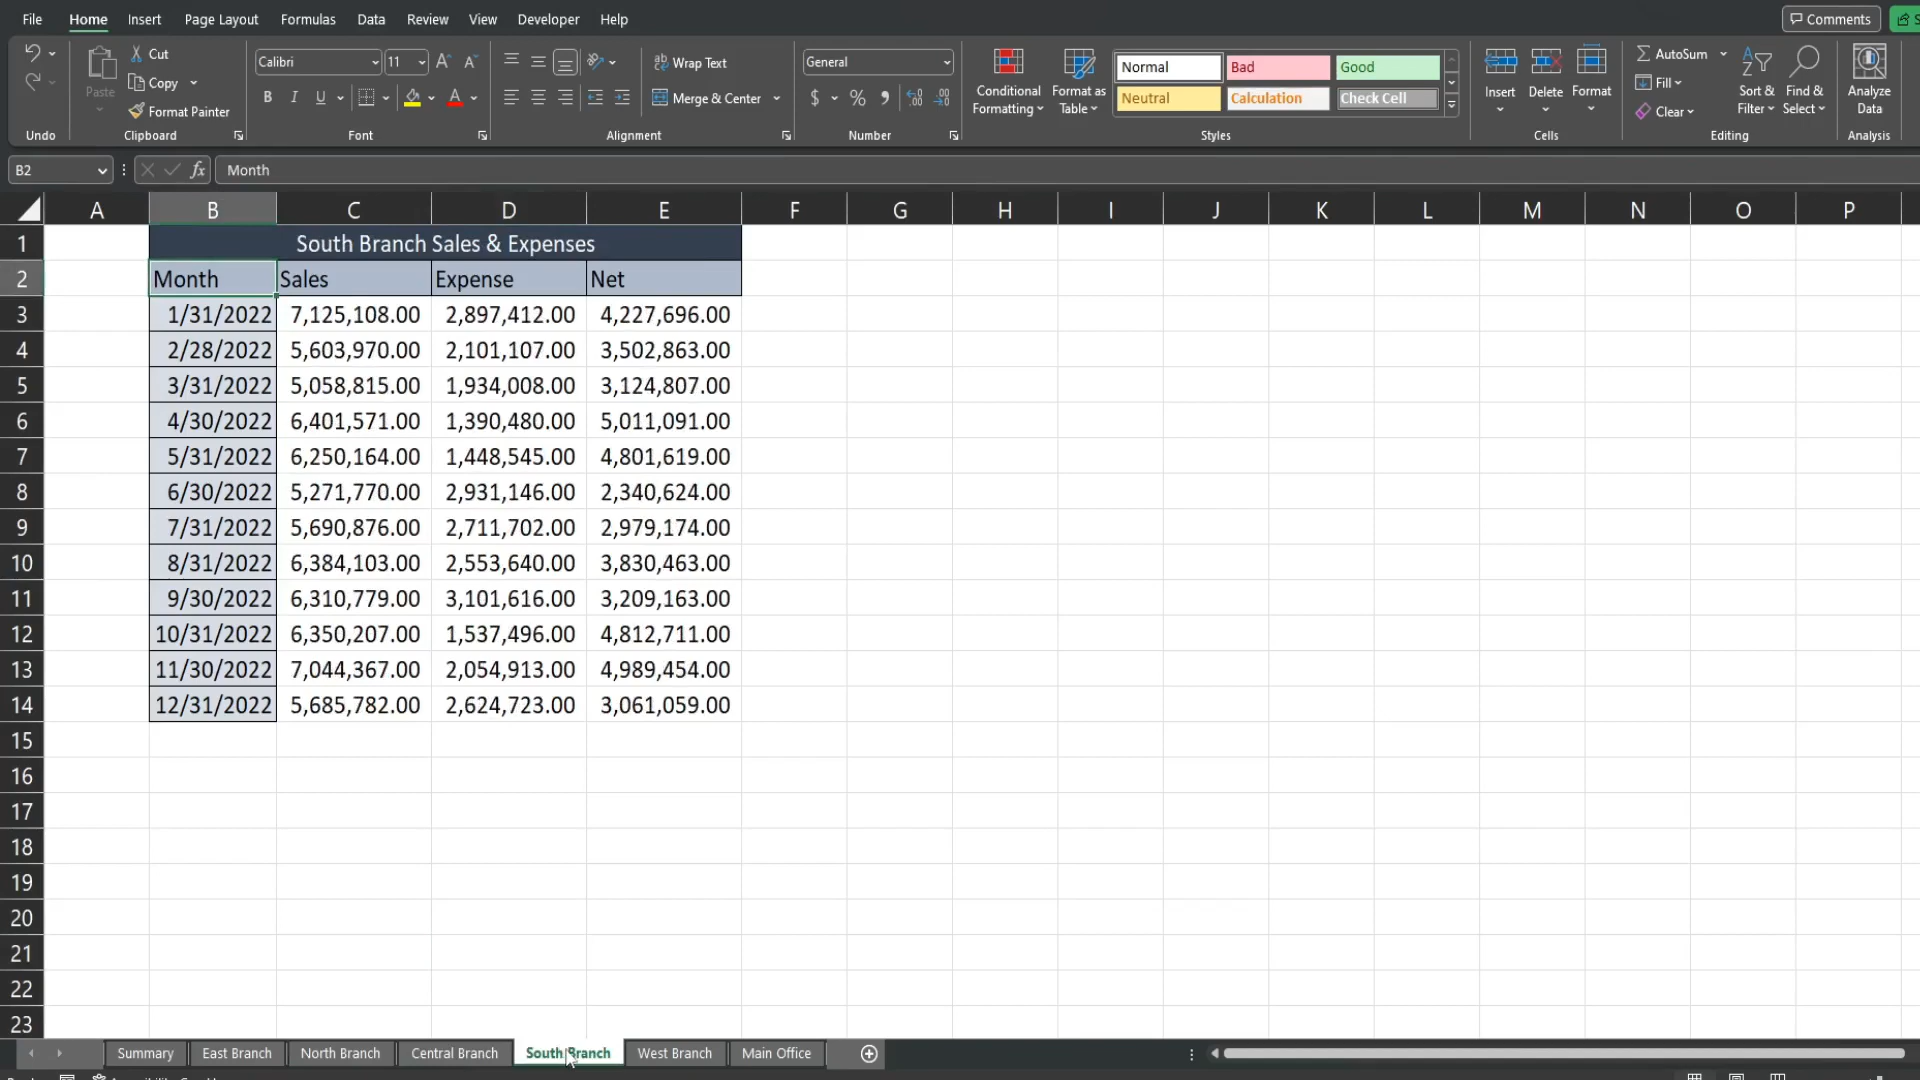 File Home Insert Page Layout Formulas Data Review View Developer Help Comments
Cut
Copy
Format Painter
Paste
Undo Clipboard
Calibri 11
Font
Wrap Text
Merge & Center
Alignment
General
Number
Conditional Formatting
Format as Table
Normal Bad Good
Neutral Calculation Check Cell
Styles
Insert Delete Format
Cells
AutoSum
Fill
Clear
Sort & Filter
Find & Select
Editing
Analyze Data
Analysis
B2 fx Month
A B C D E F G H I J K L M N O P
1 South Branch Sales & Expenses
2 Month Sales Expense Net
3 1/31/2022 7,125,108.00 2,897,412.00 4,227,696.00
4 2/28/2022 5,603,970.00 2,101,107.00 3,502,863.00
5 3/31/2022 5,058,815.00 1,934,008.00 3,124,807.00
6 4/30/2022 6,401,571.00 1,390,480.00 5,011,091.00
7 5/31/2022 6,250,164.00 1,448,545.00 4,801,619.00
8 6/30/2022 5,271,770.00 2,931,146.00 2,340,624.00
9 7/31/2022 5,690,876.00 2,711,702.00 2,979,174.00
10 8/31/2022 6,384,103.00 2,553,640.00 3,830,463.00
11 9/30/2022 6,310,779.00 3,101,616.00 3,209,163.00
12 10/31/2022 6,350,207.00 1,537,496.00 4,812,711.00
13 11/30/2022 7,044,367.00 2,054,913.00 4,989,454.00
14 12/31/2022 5,685,782.00 2,624,723.00 3,061,059.00
15
16
17
18
19
20
21
22
23
Summary East Branch North Branch Central Branch South Branch West Branch Main Office